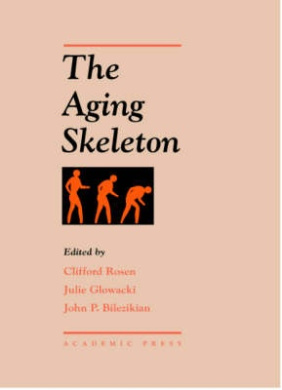 The
Aging
Skeleton
Edited by
Clifford Rosen
Julie Glowacki
John P. Bilezikian
ACADEMIC PRESS